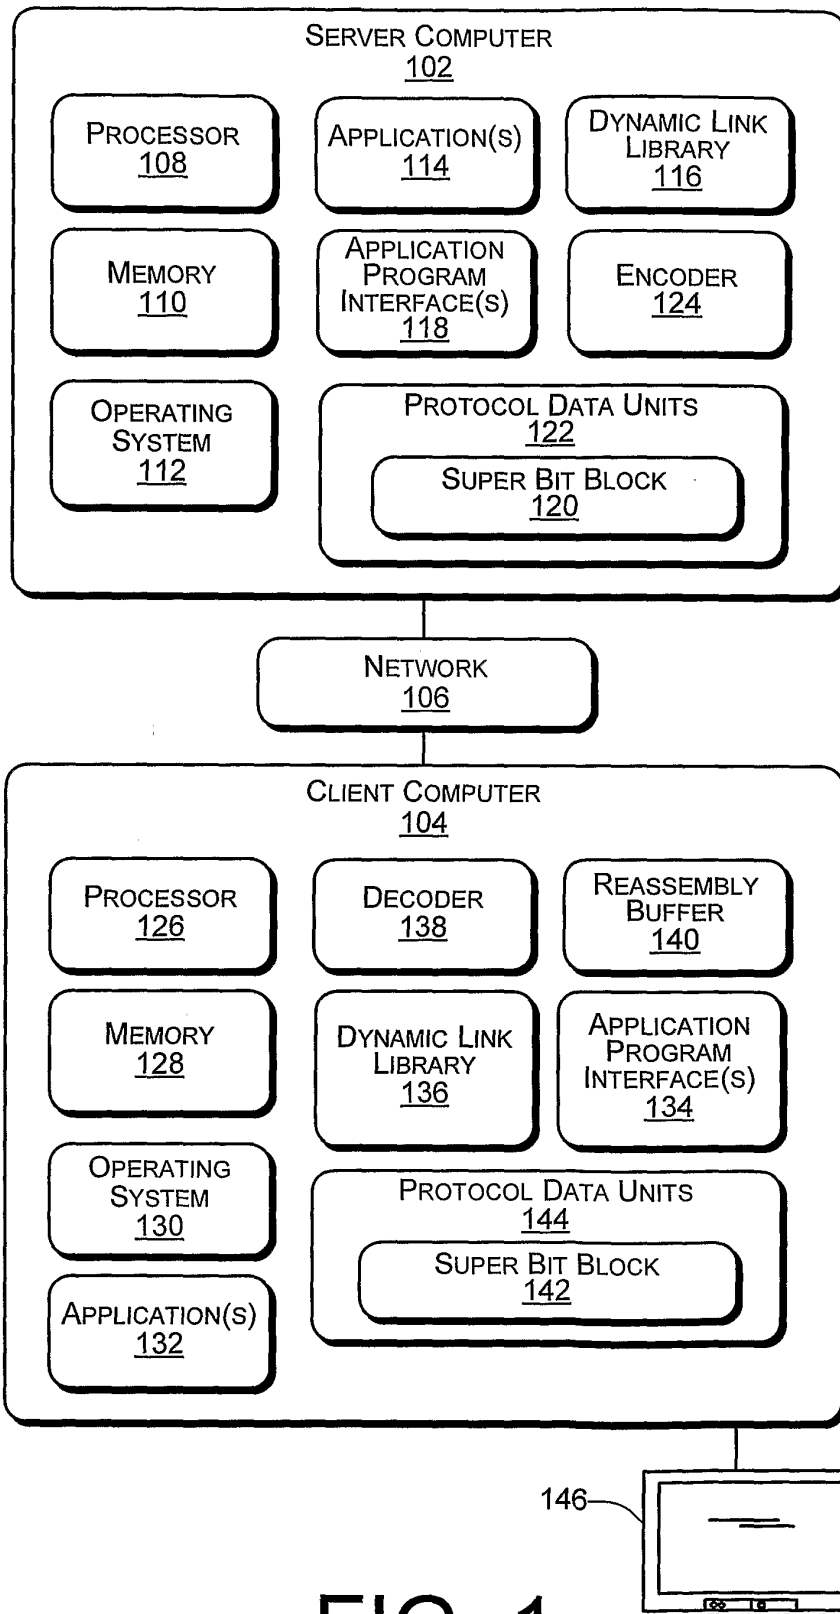 SERVER COMPUTER
102
PROCESSOR
108
APPLICATION(S)
114
DYNAMIC LINK
LIBRARY
116
MEMORY
110
APPLICATION
PROGRAM
INTERFACE(S)
118
ENCODER
124
OPERATING
SYSTEM
112
PROTOCOL DATA UNITS
122
SUPER BIT BLOCK
120
NETWORK
106
CLIENT COMPUTER
104
PROCESSOR
126
DECODER
138
REASSEMBLY
BUFFER
140
MEMORY
128
DYNAMIC LINK
LIBRARY
136
APPLICATION
PROGRAM
INTERFACE(S)
134
OPERATING
SYSTEM
130
PROTOCOL DATA UNITS
144
SUPER BIT BLOCK
142
APPLICATION(S)
132
146
FIG. 1